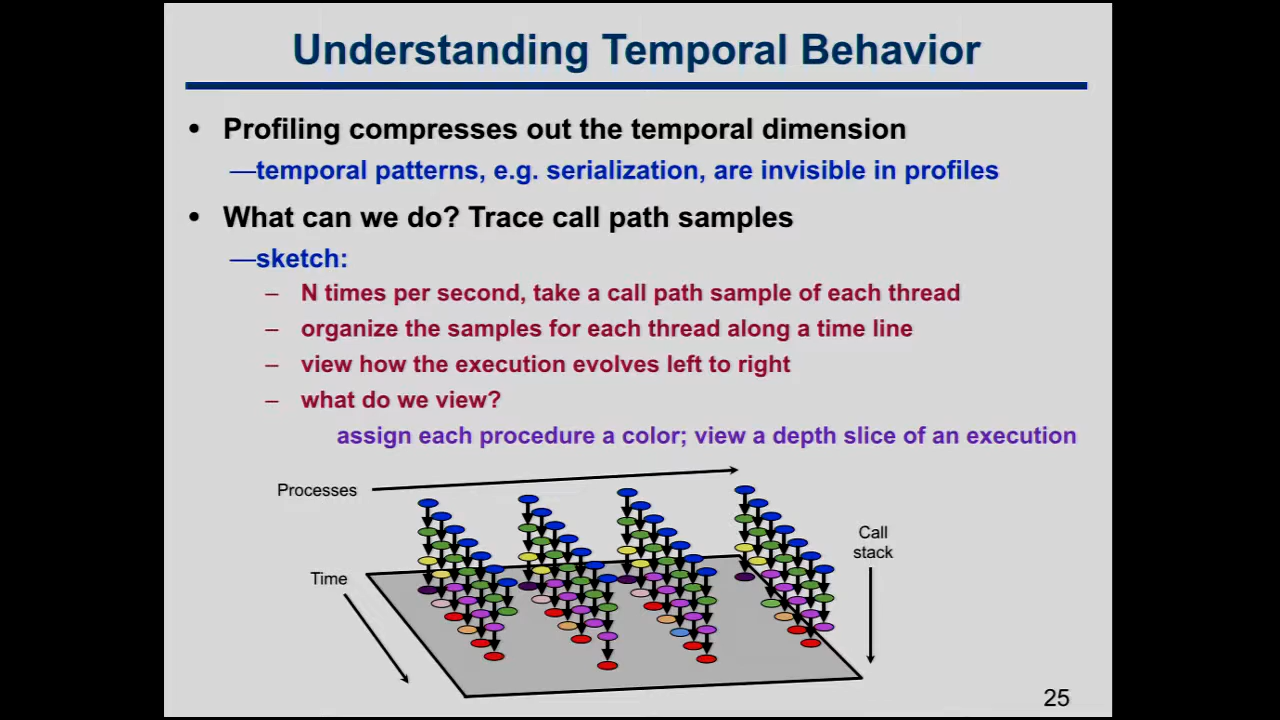 Understanding Temporal Behavior
• Profiling compresses out the temporal dimension
—temporal patterns, e.g. serialization, are invisible in profiles
• What can we do? Trace call path samples
—sketch:
– N times per second, take a call path sample of each thread
– organize the samples for each thread along a time line
– view how the execution evolves left to right
– what do we view?
assign each procedure a color; view a depth slice of an execution
Processes
Call
stack
Time
25